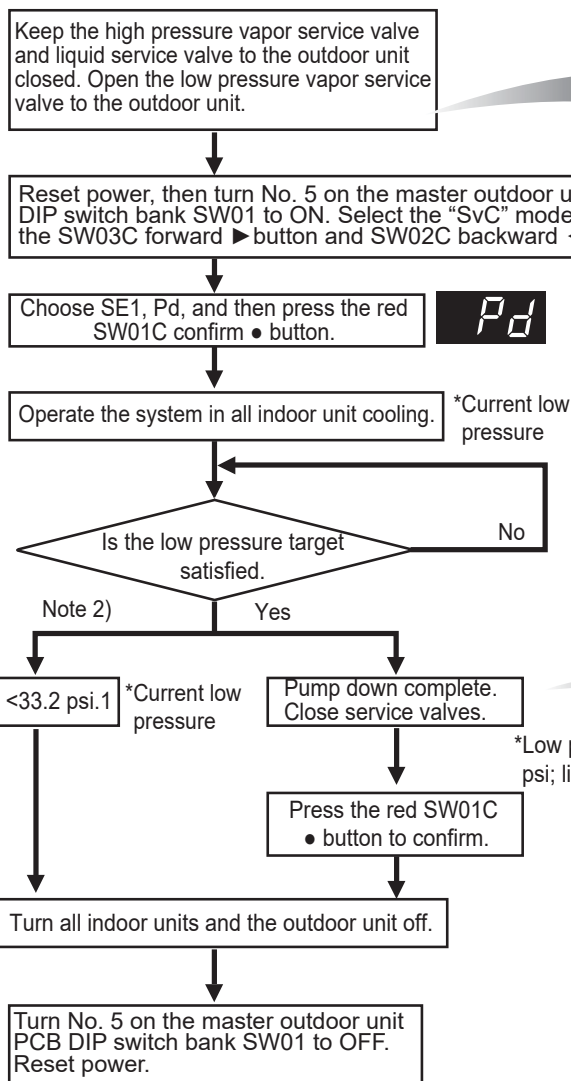 Keep the high pressure vapor service valve
and liquid service valve to the outdoor unit
closed. Open the low pressure vapor service
valve to the outdoor unit.
Reset power, then turn No. 5 on the master outdoor
DIP switch bank SW01 to ON. Select the “SvC” mode
the SW03C forward ►button and SW02C backward
Choose SE1, Pd, and then press the red
SW01C confirm ● button.
Pd
Operate the system in all indoor unit cooling.
*Current low
pressure
Is the low pressure target
satisfied.
No
Note 2)
Yes
<33.2 psi.1
*Current low
pressure
Pump down complete.
Close service valves.
*Low
psi;
Press the red SW01C
● button to confirm.
Turn all indoor units and the outdoor unit off.
Turn No. 5 on the master outdoor unit
PCB DIP switch bank SW01 to OFF.
Reset power.